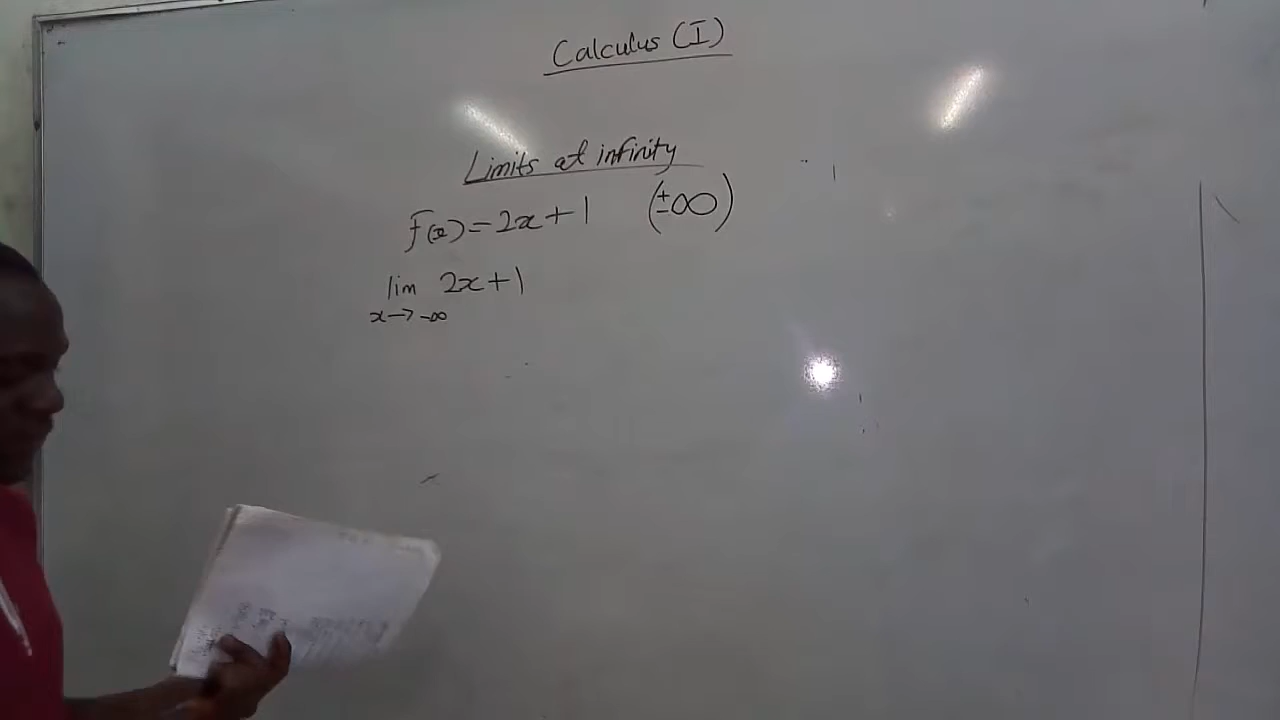 Calculus (I)
Limits at infinity
F(x)=2x+1 (±∞)
lim 2x+1
x→-∞